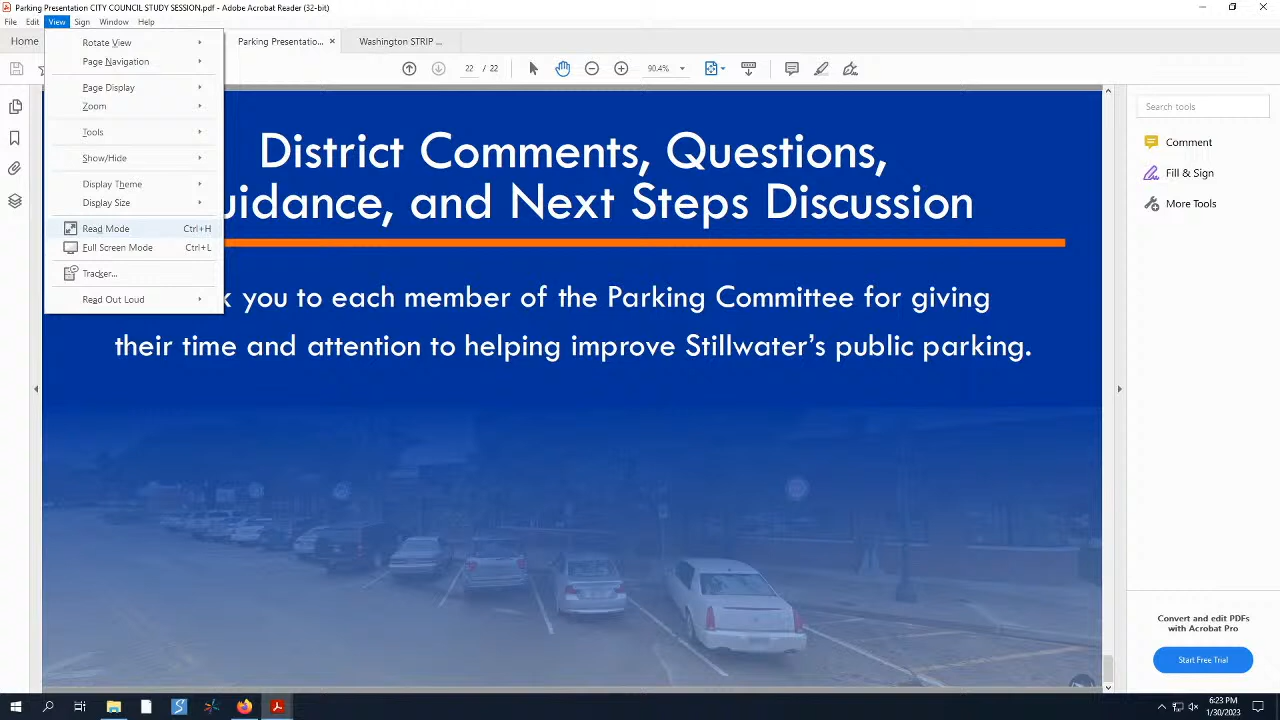 Parking Presentation CITY COUNCIL STUDY SESSION.pdf - Adobe Acrobat Reader (32-bit)
File Edit View Sign Window Help
Home
Parking Presentatio... ×
Washington STRIP ...
22 / 22
90.4%
Rotate View
Page Navigation
Page Display
Zoom
Tools
Show/Hide
Display Theme
Display Size
Read Mode Ctrl+H
Full Screen Mode Ctrl+L
Tracker...
Read Out Loud
District Comments, Questions,
uidance, and Next Steps Discussion
k you to each member of the Parking Committee for giving
their time and attention to helping improve Stillwater's public parking.
Search tools
Comment
Fill & Sign
More Tools
Convert and edit PDFs
with Acrobat Pro
Start Free Trial
6:23 PM
1/30/2023